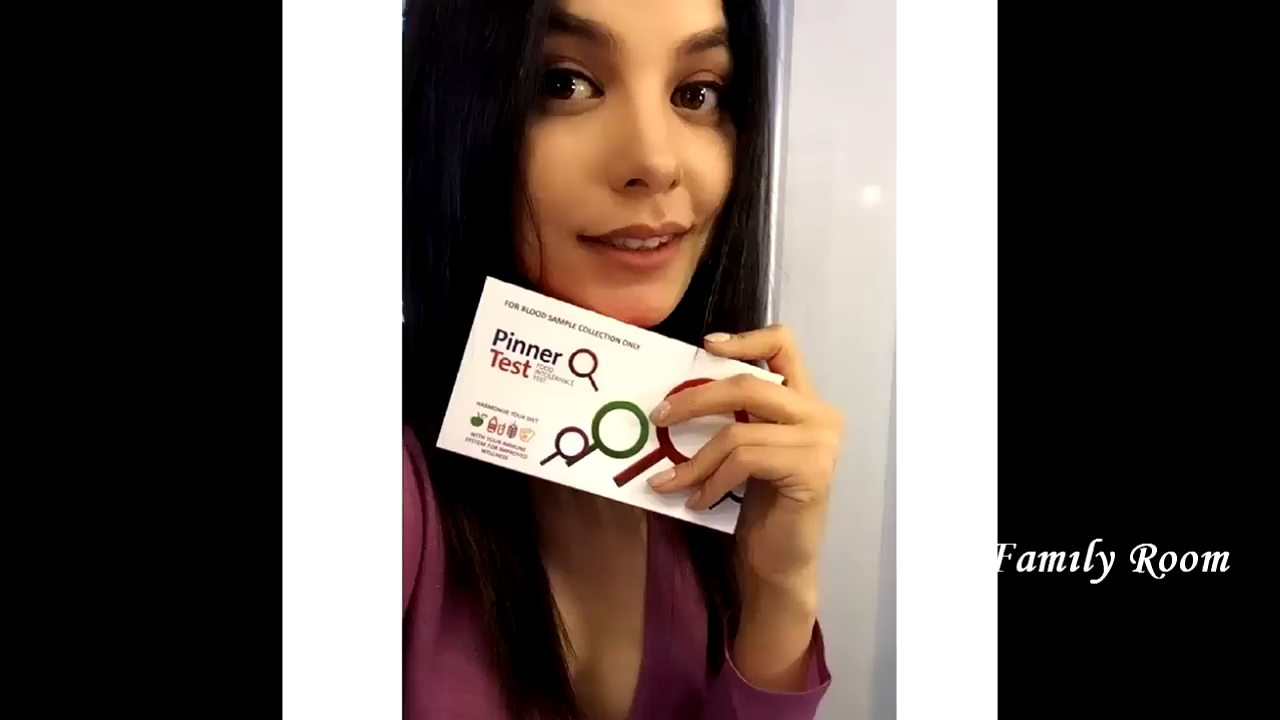 FOR BLOOD SAMPLE COLLECTION ONLY
Pinner
Test
FOOD
INTOLERANCE
TEST
HARMONISE YOUR DIET
WITH YOUR IMMUNE
SYSTEM FOR IMPROVED
WELLNESS
Family Room